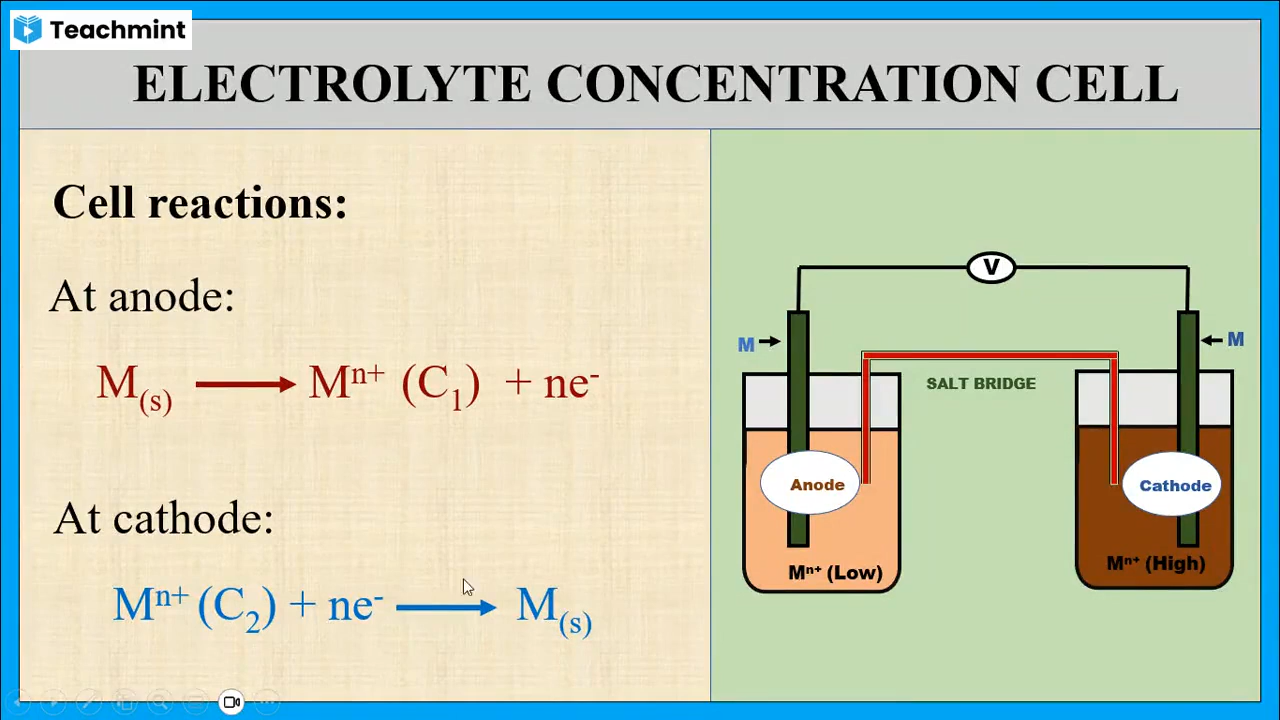 Teachmint
ELECTROLYTE CONCENTRATION CELL
Cell reactions:
At anode:
M₍ₛ₎ ⟶ Mⁿ⁺ (C₁) + ne⁻
At cathode:
Mⁿ⁺ (C₂) + ne⁻ ⟶ M₍ₛ₎
V
M
M
SALT BRIDGE
Anode
Cathode
Mⁿ⁺ (Low)
Mⁿ⁺ (High)